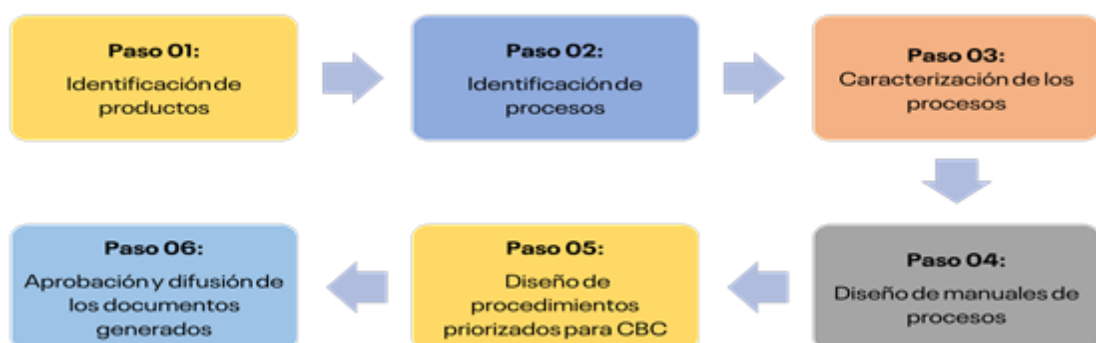 Paso 01:
Identificación de
productos
Paso 02:
Identificación de
procesos
Paso 03:
Caracterización de los
procesos
Paso 04:
Diseño de manuales de
procesos
Paso 05:
Diseño de
procedimientos
priorizados para CBC
Paso 06:
Aprobación y difusión de
los documentos
generados